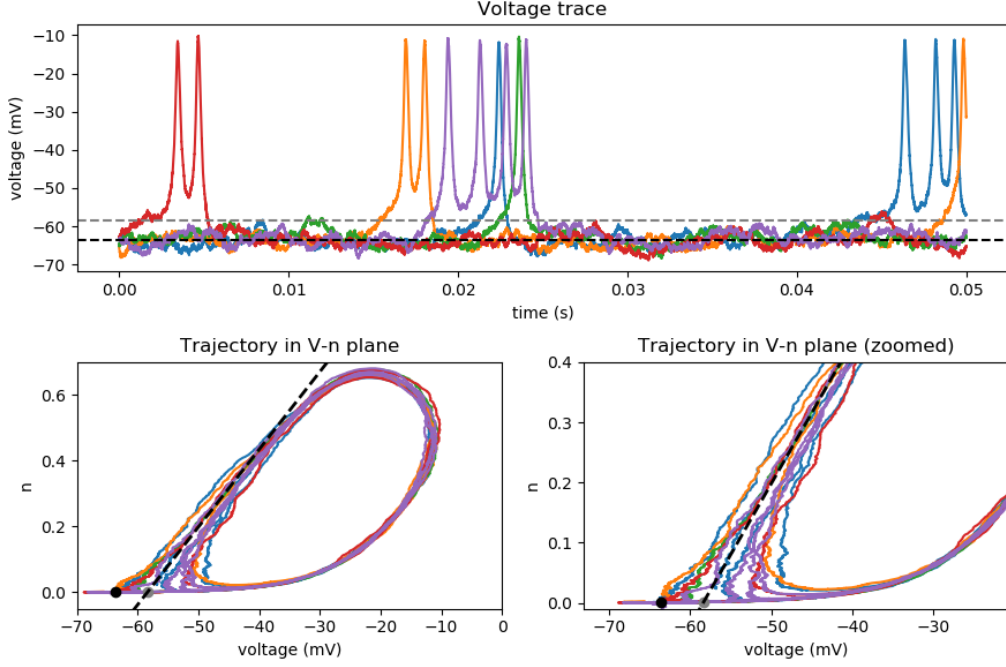 Voltage trace
−10
−20
−30
−40
−50
−60
−70
voltage (mV)
0.00 0.01 0.02 0.03 0.04 0.05
time (s)
Trajectory in V-n plane
0.6
0.4
0.2
0.0
n
−70 −60 −50 −40 −30 −20 −10 0
voltage (mV)
Trajectory in V-n plane (zoomed)
0.4
0.3
0.2
0.1
0.0
n
−70 −60 −50 −40 −30
voltage (mV)